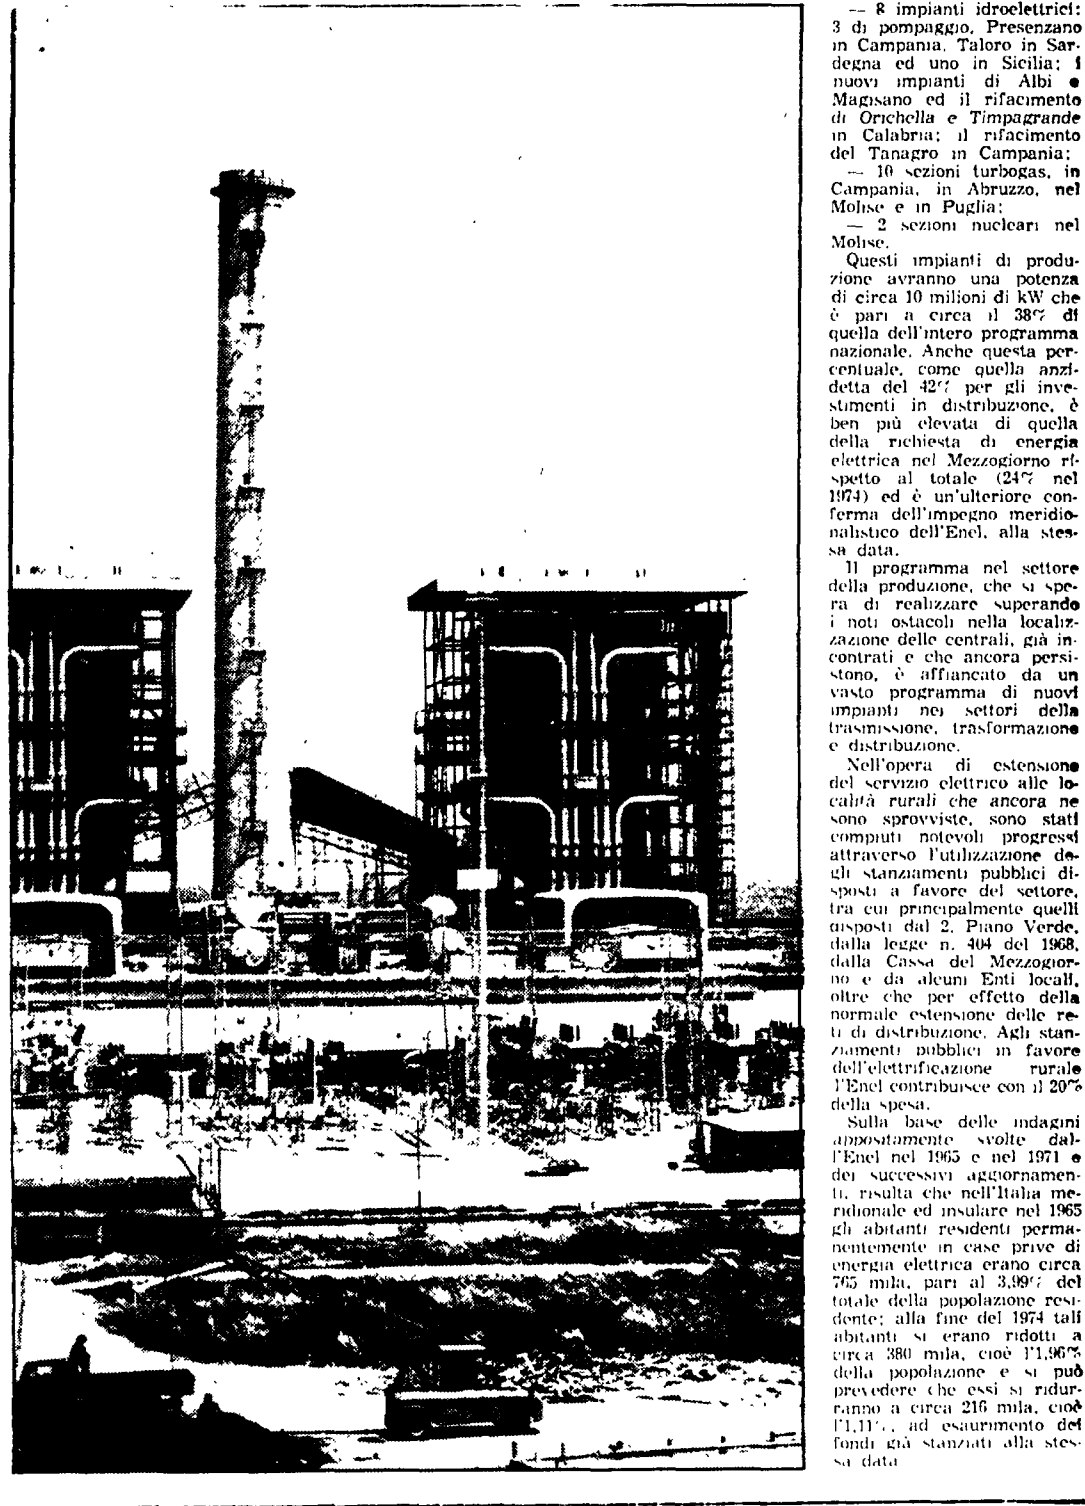 — 8 impianti idroelettrici:
3 di pompaggio, Presenzano
in Campania, Taloro in Sar-
degna ed uno in Sicilia; i
nuovi impianti di Albi e
Magisano ed il rifacimento
di Orichella e Timpagrande
in Calabria; il rifacimento
del Tanagro in Campania;
— 10 sezioni turbogas, in
Campania, in Abruzzo, nel
Molise e in Puglia;
— 2 sezioni nucleari nel
Molise.
Questi impianti di produ-
zione avranno una potenza
di circa 10 milioni di kW che
è pari a circa il 38% di
quella dell'intero programma
nazionale. Anche questa per-
centuale, come quella anzi-
detta del 42% per gli inve-
stimenti in distribuzione, è
ben più elevata di quella
della richiesta di energia
elettrica nel Mezzogiorno ri-
spetto al totale (24% nel
1974) ed è un'ulteriore con-
ferma dell'impegno meridio-
nalistico dell'Enel, alla stes-
sa data.
Il programma nel settore
della produzione, che si spe-
ra di realizzare superando
i noti ostacoli nella localiz-
zazione delle centrali, già in-
contrati e che ancora persi-
stono, è affiancato da un
vasto programma di nuovi
impianti nei settori della
trasmissione, trasformazione
e distribuzione.
Nell'opera di estensione
del servizio elettrico alle lo-
calità rurali che ancora ne
sono sprovviste, sono stati
compiuti notevoli progressi
attraverso l'utilizzazione de-
gli stanziamenti pubblici di-
sposti a favore del settore,
tra cui principalmente quelli
disposti dal 2. Piano Verde,
dalla legge n. 404 del 1968,
dalla Cassa del Mezzogior-
no e da alcuni Enti locali,
oltre che per effetto della
normale estensione delle re-
ti di distribuzione. Agli stan-
ziamenti pubblici in favore
dell'elettrificazione rurale
l'Enel contribuisce con il 20%
della spesa.
Sulla base delle indagini
appositamente svolte dal-
l'Enel nel 1965 e nel 1971 e
dei successivi aggiornamen-
ti, risulta che nell'Italia me-
ridionale ed insulare nel 1965
gli abitanti residenti perma-
nentemente in case prive di
energia elettrica erano circa
765 mila, pari al 3,99% del
totale della popolazione resi-
dente; alla fine del 1974 tali
abitanti si erano ridotti a
circa 380 mila, cioè l'1,96%
della popolazione e si può
prevedere che essi si ridur-
ranno a circa 216 mila, cioè
l'1,11%, ad esaurimento dei
fondi già stanziati alla stes-
sa data